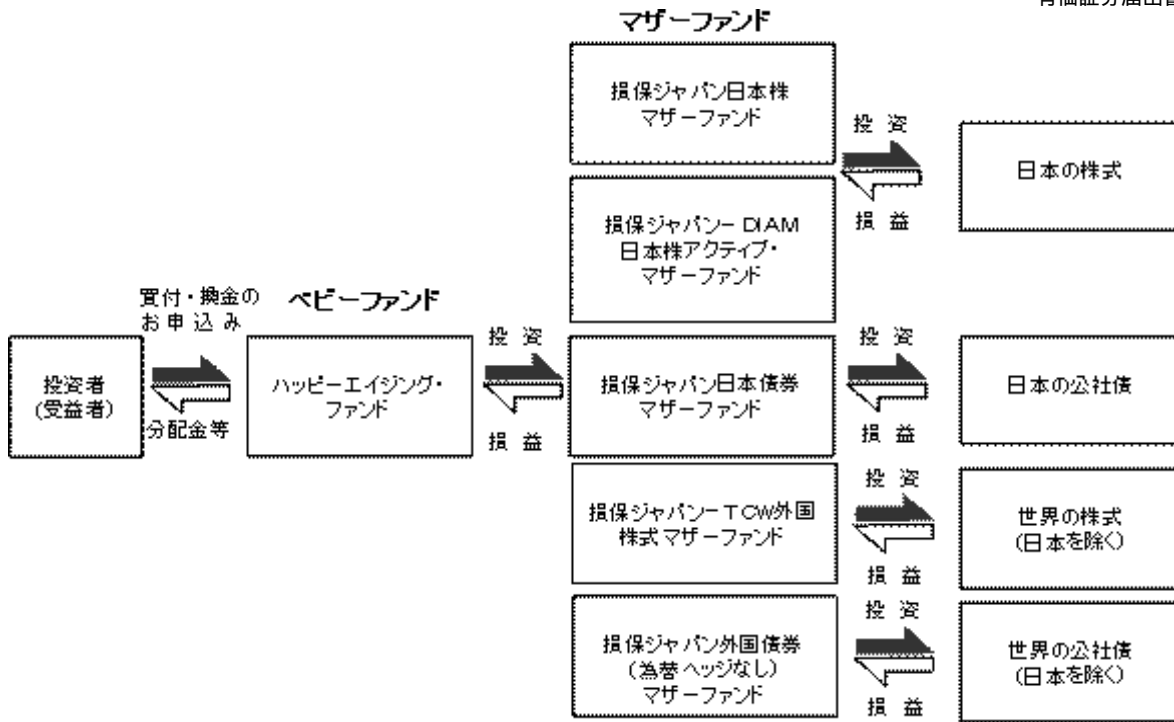 マザーファンド
損保ジャパン日本株
マザーファンド
投 資
損 益
日本の株式
損保ジャパンーDIAM
日本株アクティブ・
マザーファンド
買付・換金の
お 申 込 み
分配金等
投資者
(受益者)
ベビーファンド
ハッピーエイジング・
ファンド
投 資
損 益
損保ジャパン日本債券
マザーファンド
投 資
損 益
日本の公社債
損保ジャパンーTCW外国
株式マザーファンド
投 資
損 益
世界の株式
(日本を除く)
損保ジャパン外国債券
(為替ヘッジなし)
マザーファンド
投 資
損 益
世界の公社債
(日本を除く)